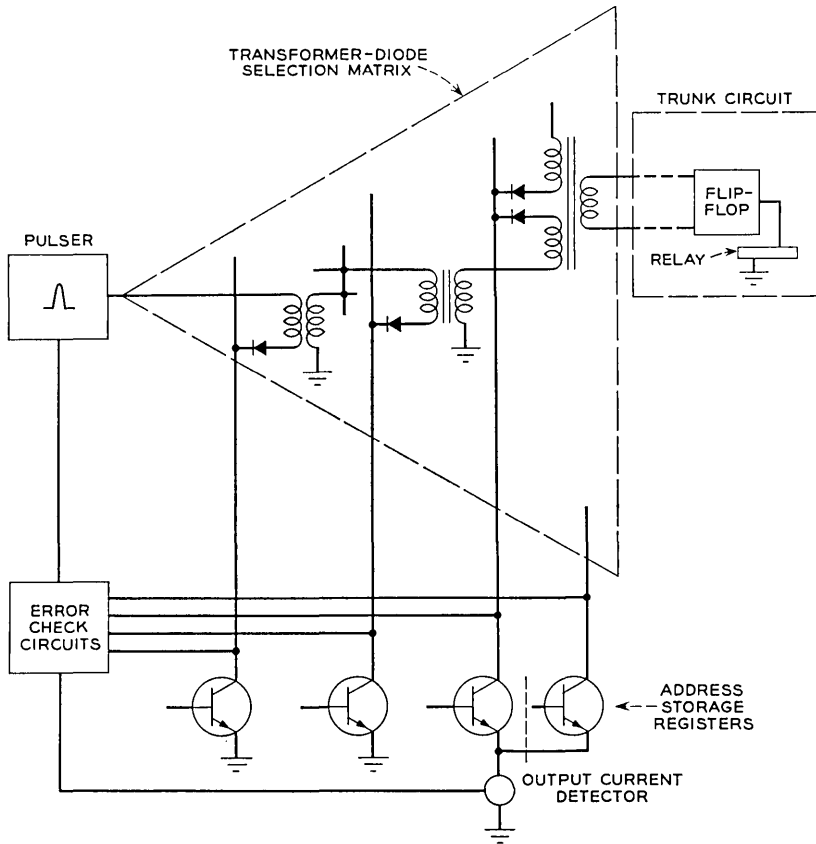 TRANSFORMER-DIODE
SELECTION MATRIX
TRUNK CIRCUIT
FLIP-
FLOP
RELAY
PULSER
ERROR
CHECK
CIRCUITS
ADDRESS
STORAGE
REGISTERS
OUTPUT CURRENT
DETECTOR